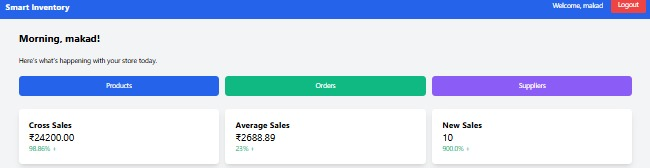 Smart Inventory
Welcome, makad
Logout
Morning, makad!
Here's what's happening with your store today.
Products
Orders
Suppliers
Cross Sales
₹24200.00
98.86% ↑
Average Sales
₹2688.89
23% ↑
New Sales
10
900.0% ↑